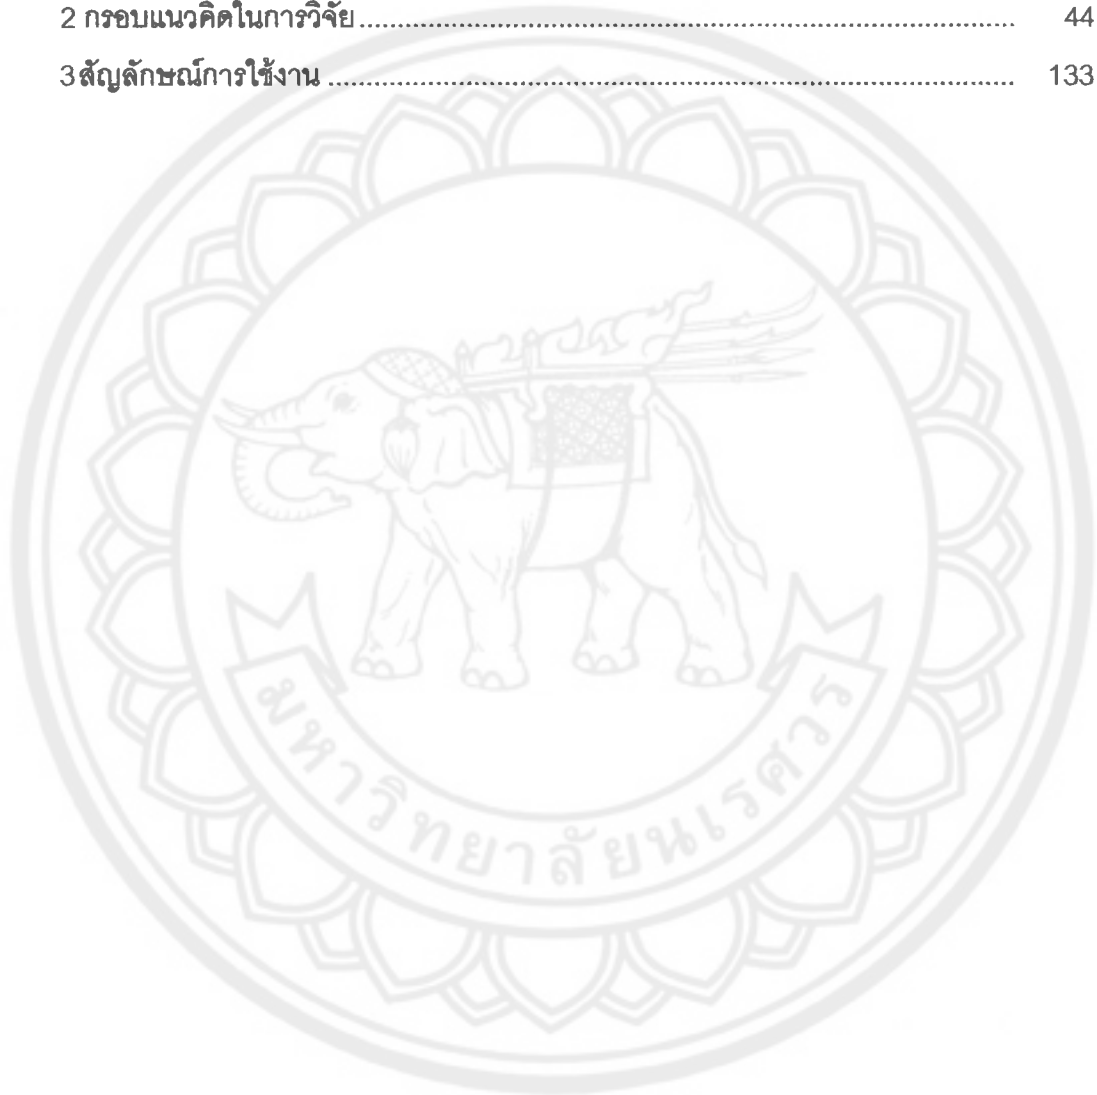 2 กรอบแนวคิดในการวิจัย........................................................................................ 44
3 สัญลักษณ์การใช้งาน ............................................................................................ 133
มหาวิทยาลัยนเรศวร